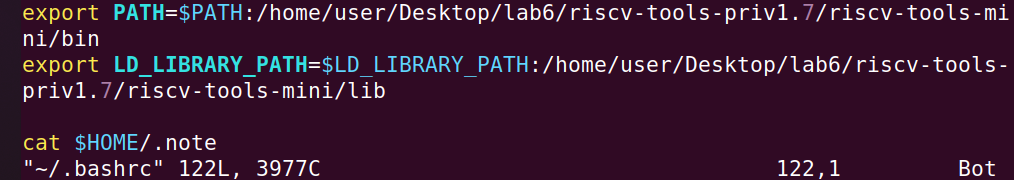 export PATH=$PATH:/home/user/Desktop/lab6/riscv-tools-priv1.7/riscv-tools-mi
ni/bin
export LD_LIBRARY_PATH=$LD_LIBRARY_PATH:/home/user/Desktop/lab6/riscv-tools-
priv1.7/riscv-tools-mini/lib
cat $HOME/.note
"~/.bashrc" 122L, 3977C 122,1 Bot